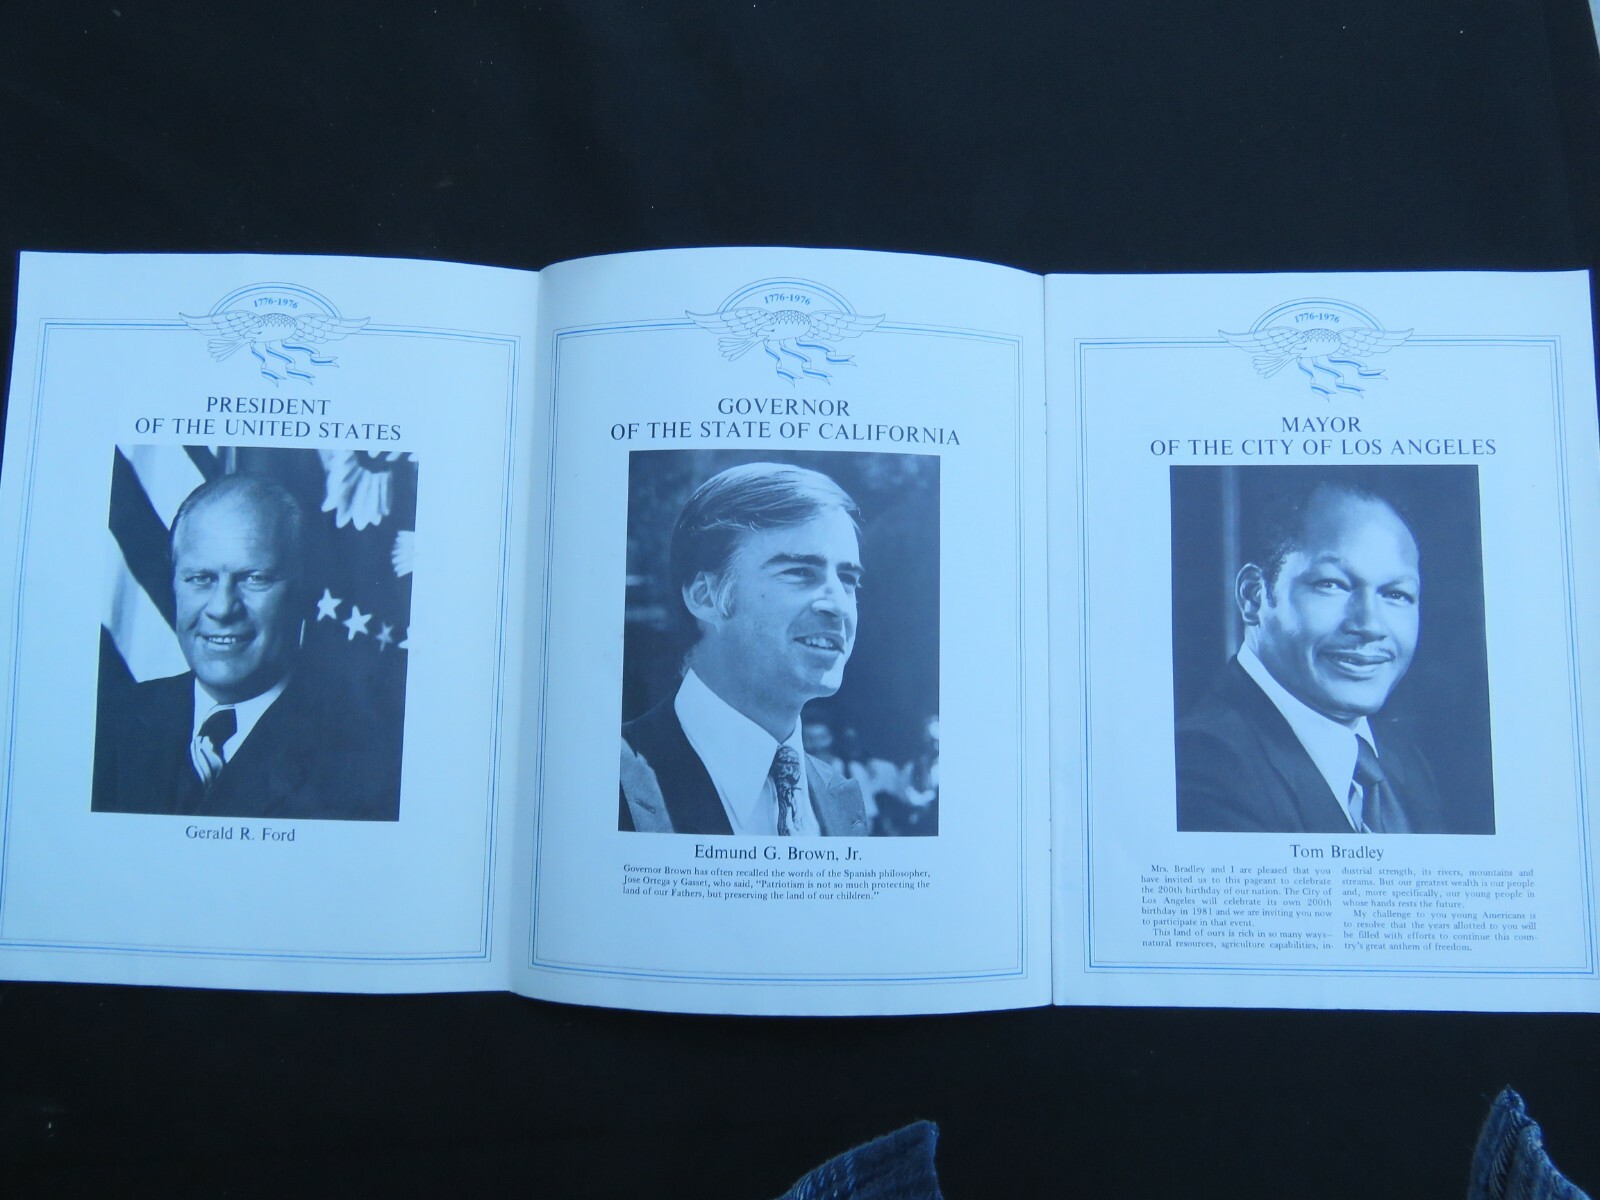 1776-1976
PRESIDENT
OF THE UNITED STATES
Gerald R. Ford
1776-1976
GOVERNOR
OF THE STATE OF CALIFORNIA
Edmund G. Brown, Jr.
Governor Brown has often recalled the words of the Spanish philosopher,
Jose Ortega y Gasset, who said, "Patriotism is not so much protecting the
land of our Fathers, but preserving the land of our children."
1776-1976
MAYOR
OF THE CITY OF LOS ANGELES
Tom Bradley
Mrs. Bradley and I are pleased that you
have invited us to this pageant to celebrate
the 200th birthday of our nation. The City of
Los Angeles will celebrate its own 200th
birthday in 1981 and we are inviting you now
to participate in that event.
This land of ours is rich in so many ways—
natural resources, agriculture capabilities, in-
dustrial strength, its rivers, mountains and
streams. But our greatest wealth is our people
and, more specifically, our young people in
whose hands rests the future.
My challenge to you young Americans is
to resolve that the years allotted to you will
be filled with efforts to continue this coun-
try's great anthem of freedom.